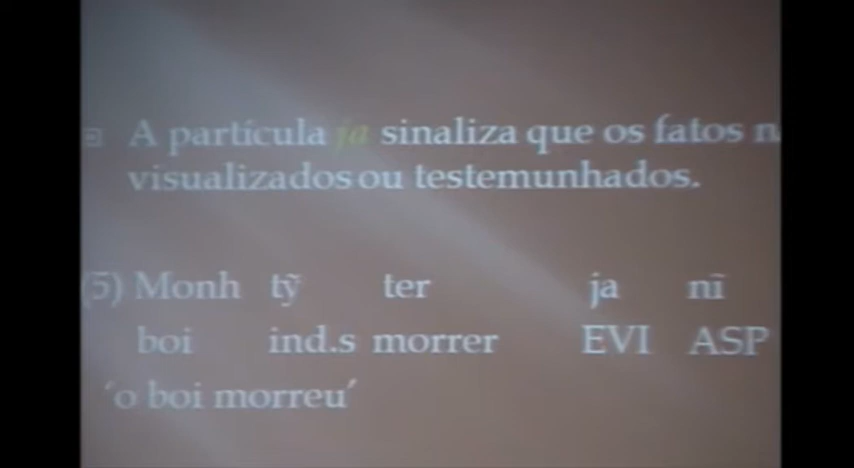 A partícula ja sinaliza que os fatos
visualizados ou testemunhados.
(5) Monh tỹ ter ja nĩ
boi ind.s morrer EVI ASP
‘o boi morreu’